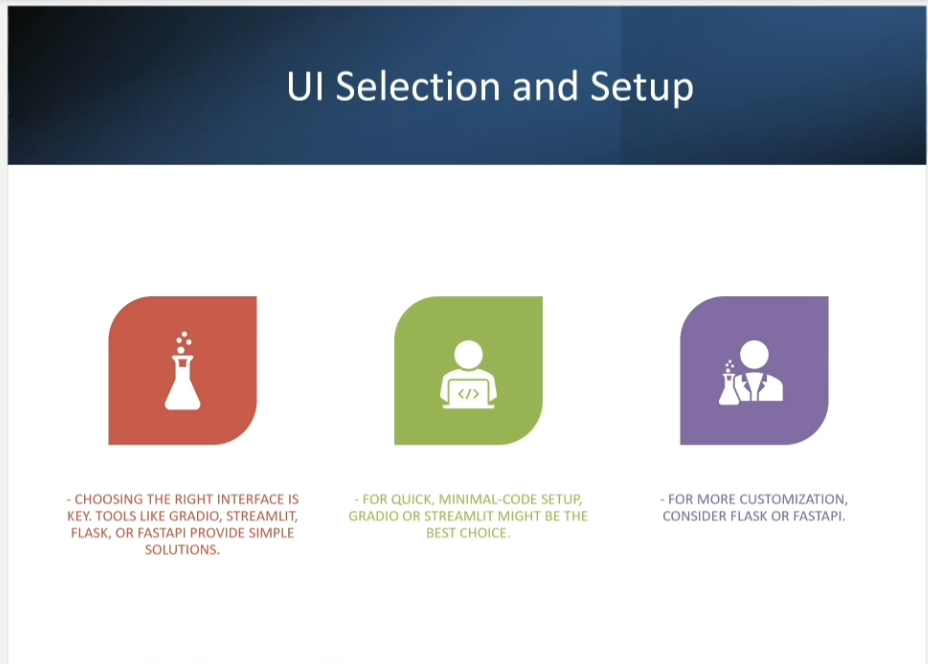 UI Selection and Setup
- CHOOSING THE RIGHT INTERFACE IS
KEY. TOOLS LIKE GRADIO, STREAMLIT,
FLASK, OR FASTAPI PROVIDE SIMPLE
SOLUTIONS.
</>
- FOR QUICK, MINIMAL-CODE SETUP,
GRADIO OR STREAMLIT MIGHT BE THE
BEST CHOICE.
- FOR MORE CUSTOMIZATION,
CONSIDER FLASK OR FASTAPI.